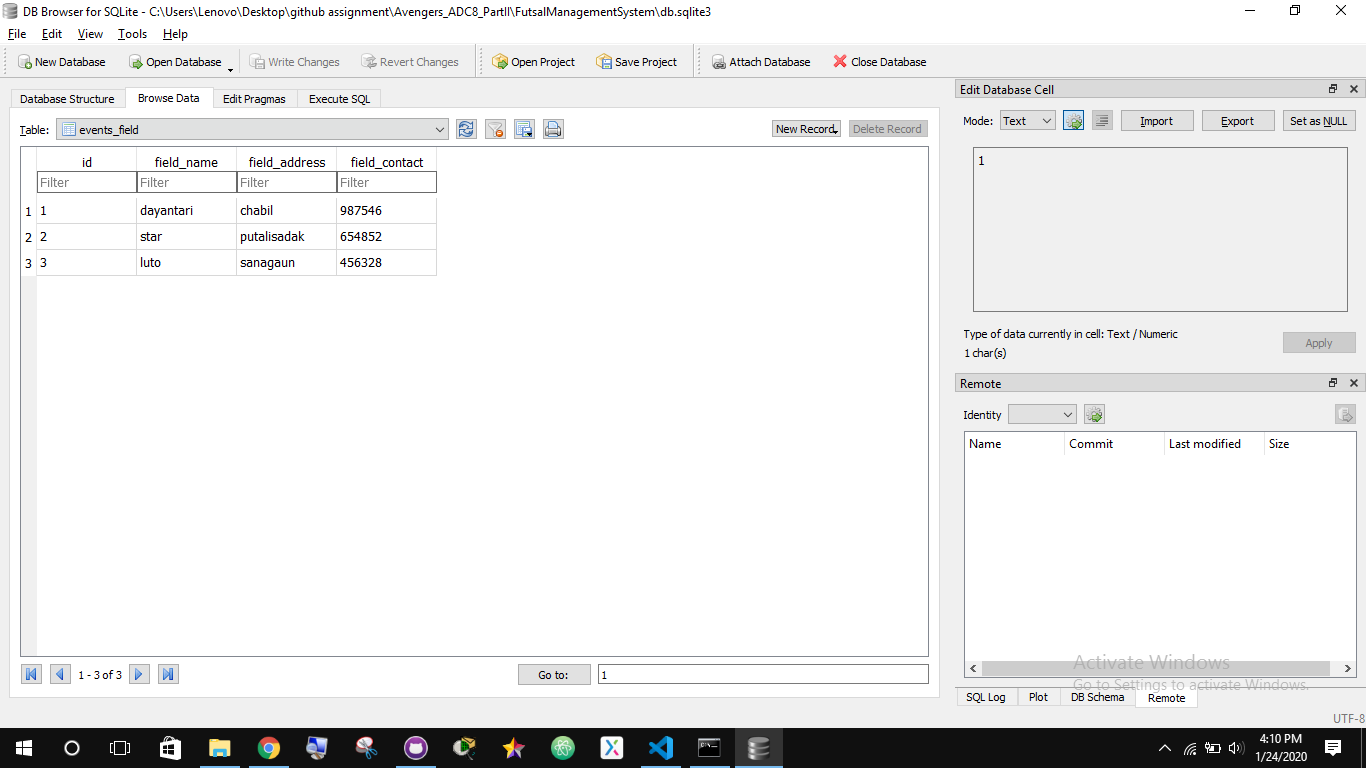 DB Browser for SQLite - C:\Users\Lenovo\Desktop\github assignment\Avengers_ADC8_PartII\FutsalManagementSystem\db.sqlite3
File Edit View Tools Help
New Database Open Database Write Changes Revert Changes Open Project Save Project Attach Database Close Database
Database Structure Browse Data Edit Pragmas Execute SQL
Table: events_field New Record Delete Record
id field_name field_address field_contact
Filter Filter Filter Filter
1 1 dayantari chabil 987546
2 2 star putalisadak 654852
3 3 luto sanagaun 456328
1 - 3 of 3 Go to: 1
Edit Database Cell
Mode: Text Import Export Set as NULL
1
Type of data currently in cell: Text / Numeric
1 char(s)
Apply
Remote
Identity
Name Commit Last modified Size
Activate Windows
Go to Settings to activate Windows.
SQL Log Plot DB Schema Remote
UTF-8
4:10 PM
1/24/2020